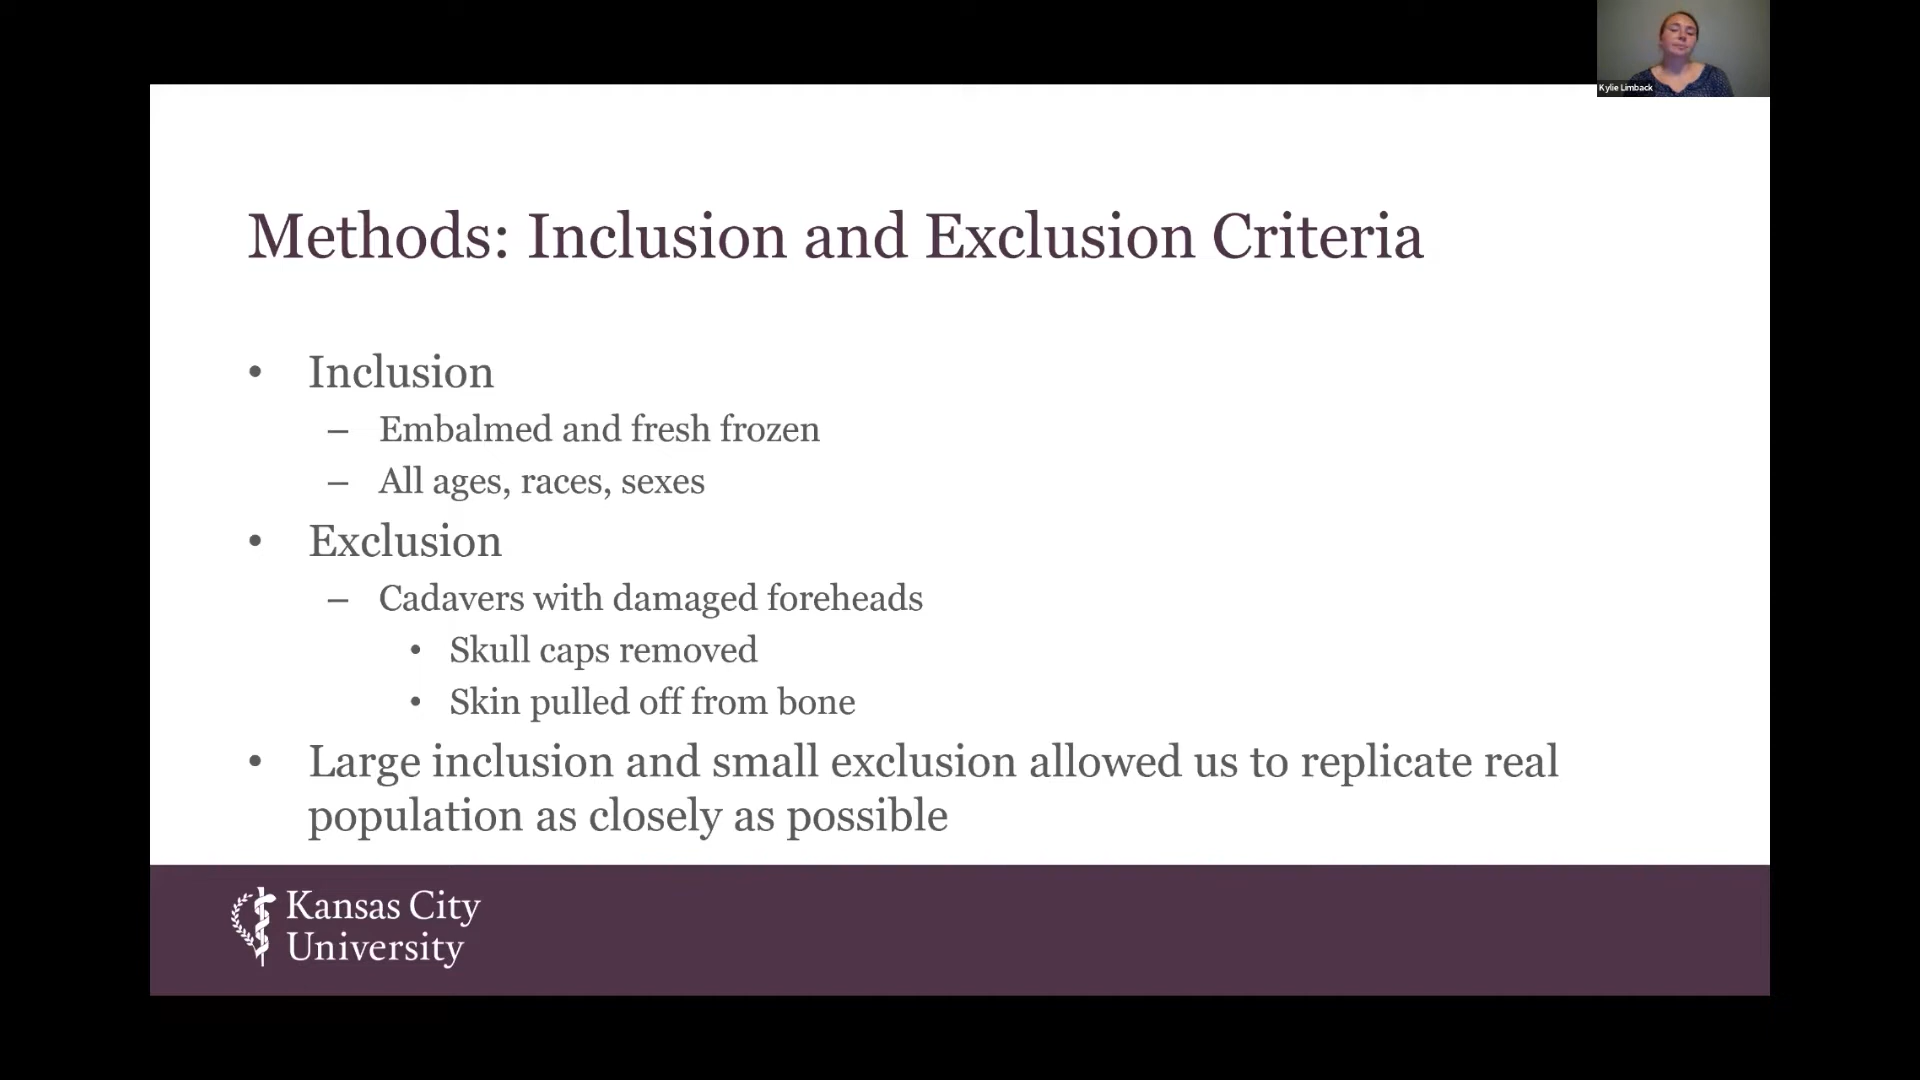 Kylie Limback
Methods: Inclusion and Exclusion Criteria
• Inclusion
– Embalmed and fresh frozen
– All ages, races, sexes
• Exclusion
– Cadavers with damaged foreheads
• Skull caps removed
• Skin pulled off from bone
• Large inclusion and small exclusion allowed us to replicate real
population as closely as possible
Kansas City
University